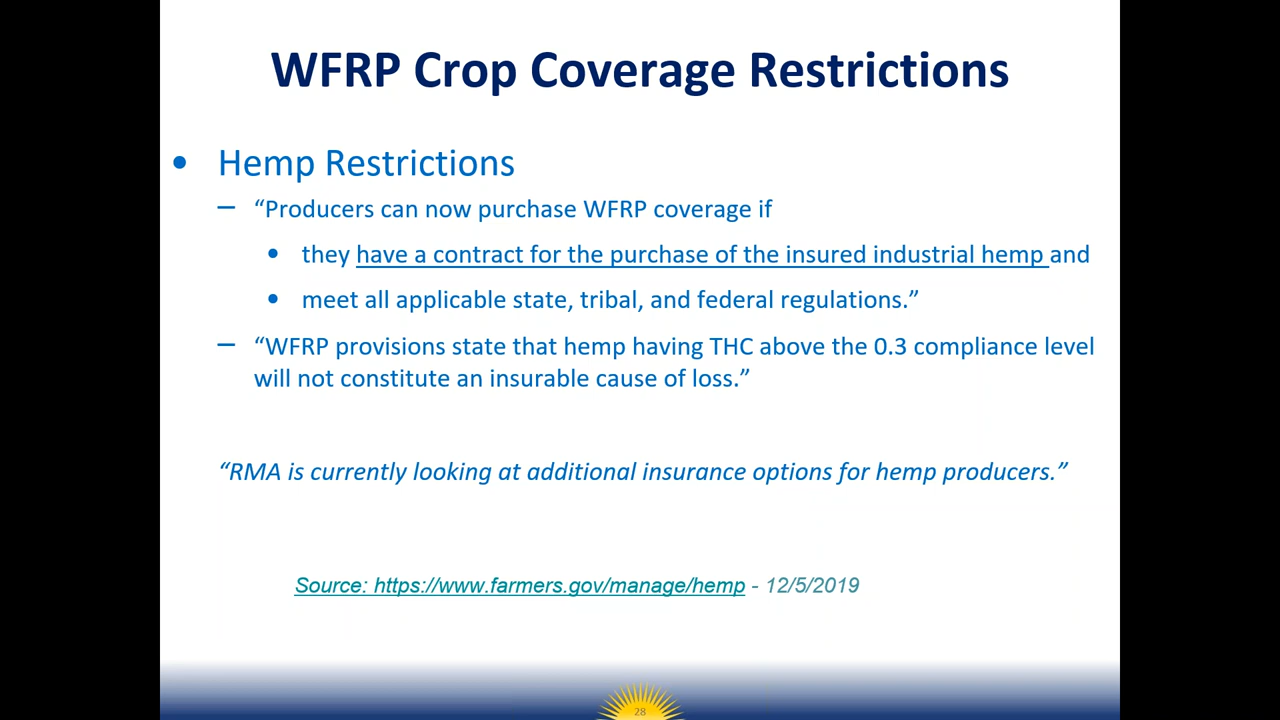 WFRP Crop Coverage Restrictions
• Hemp Restrictions
– “Producers can now purchase WFRP coverage if
• they have a contract for the purchase of the insured industrial hemp and
• meet all applicable state, tribal, and federal regulations.”
– “WFRP provisions state that hemp having THC above the 0.3 compliance level
will not constitute an insurable cause of loss.”
“RMA is currently looking at additional insurance options for hemp producers.”
Source: https://www.farmers.gov/manage/hemp - 12/5/2019
28